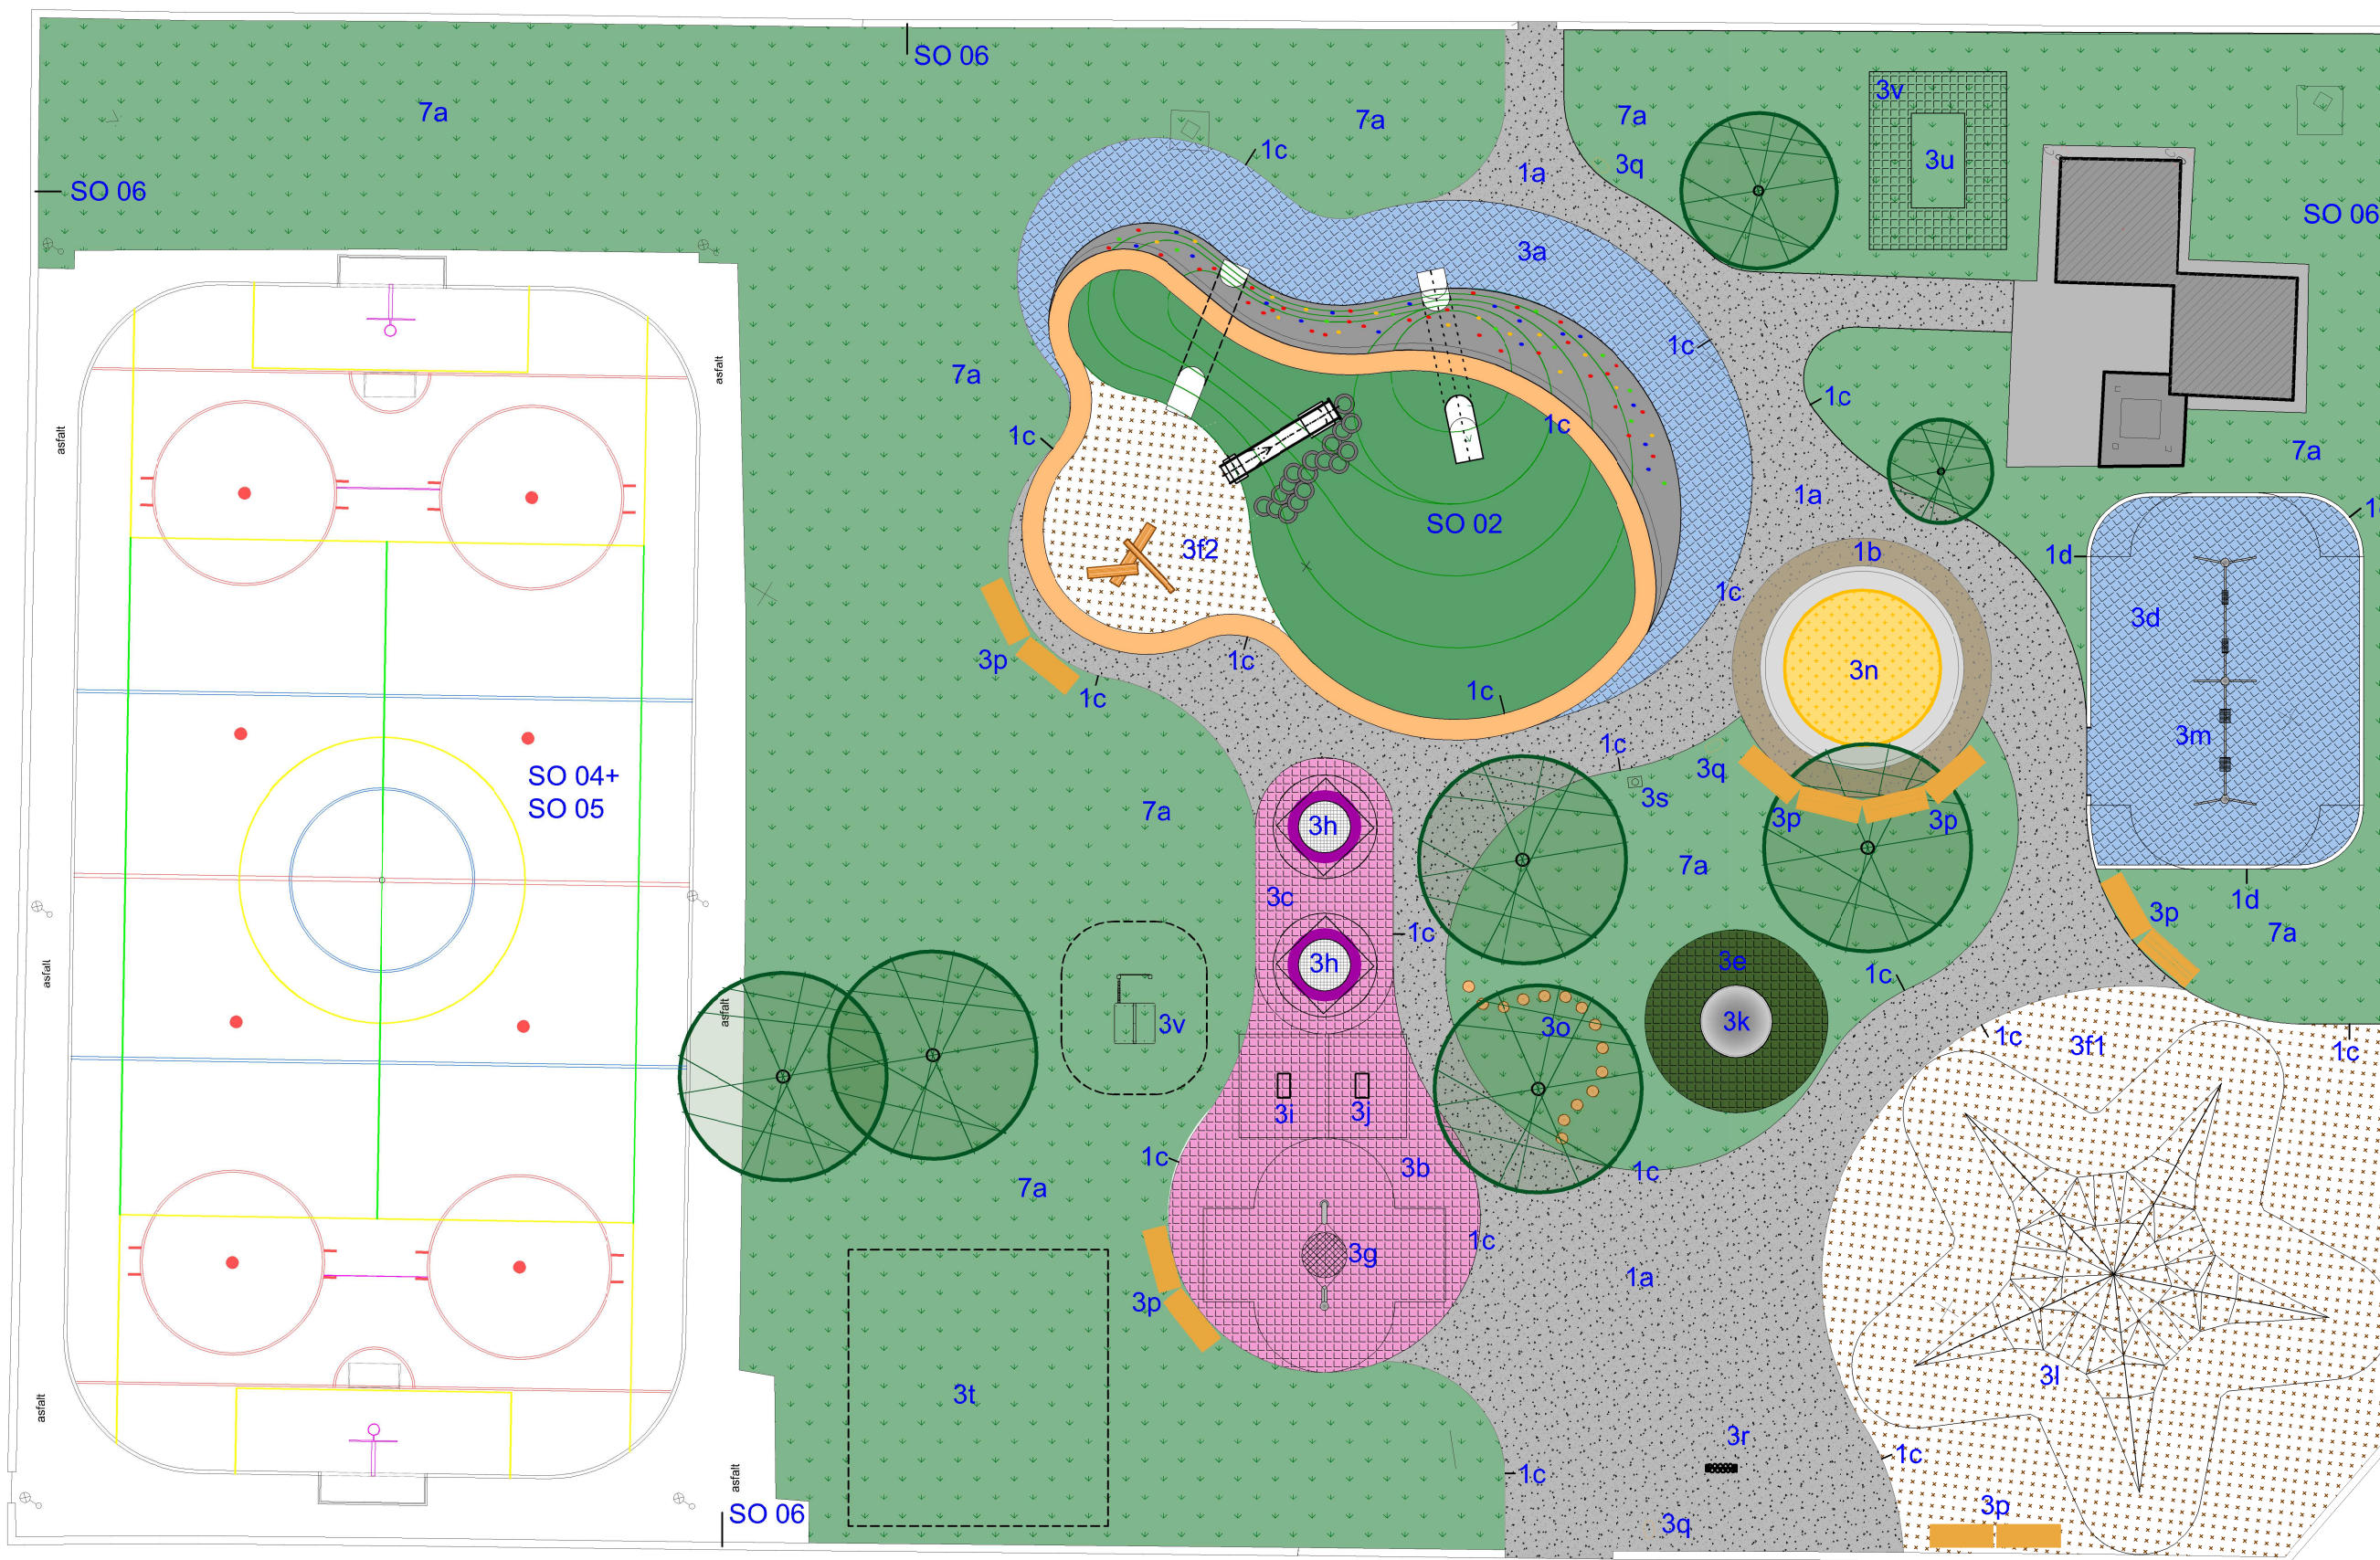 SO 06
3v
7a
7a
7a
1c
3q
3u
1a
SO 06
SO 06
3a
1c
asfalt
7a
1c
1c
1c
asfalt
7a
1a
1
SO 02
3f2
1b
1d
1c
3d
3p
1c
3n
1c
1c
3m
1c
3q
SO 04+
SO 05
3s
7a
3h
3p
3p
7a
3c
1d
3p
1c
7a
3h
3e
asfalt
1c
asfalt
3v
3o
3k
1c
3f1
1c
3i
3j
1c
3b
1c
7a
1c
3g
1a
3p
3l
3t
asfalt
3r
1c
1c
asfalt
3p
SO 06
3q